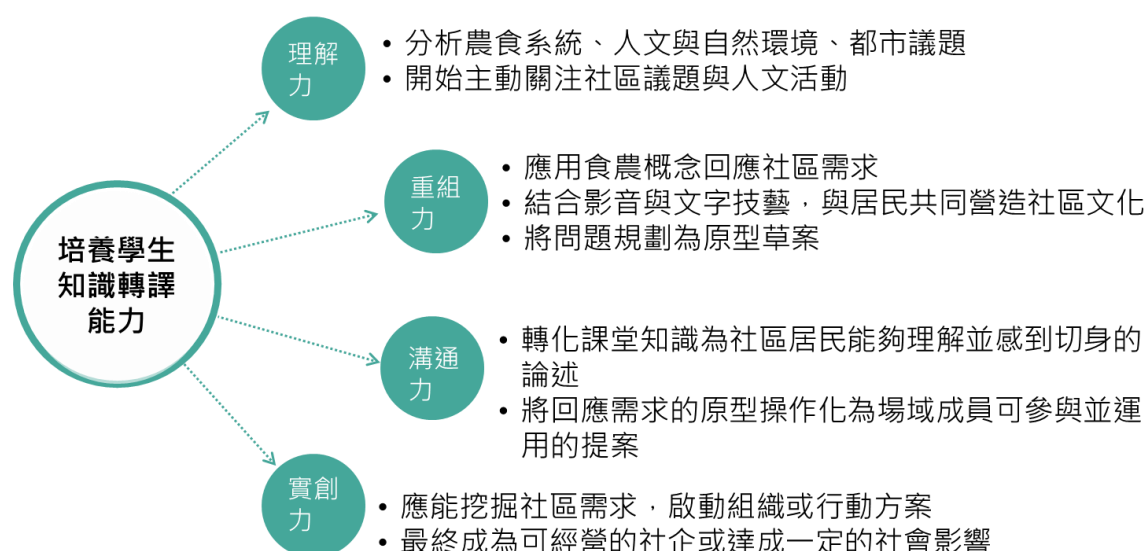 理解
力
• 分析農食系統、人文與自然環境、都市議題
• 開始主動關注社區議題與人文活動
重組
力
• 應用食農概念回應社區需求
• 結合影音與文字技藝，與居民共同營造社區文化
• 將問題規劃為原型草案
培養學生
知識轉譯
能力
溝通
力
• 轉化課堂知識為社區居民能夠理解並感到切身的
論述
• 將回應需求的原型操作化為場域成員可參與並運
用的提案
實創
力
• 應能挖掘社區需求，啟動組織或行動方案
• 最終成為可經營的社企或達成一定的社會影響